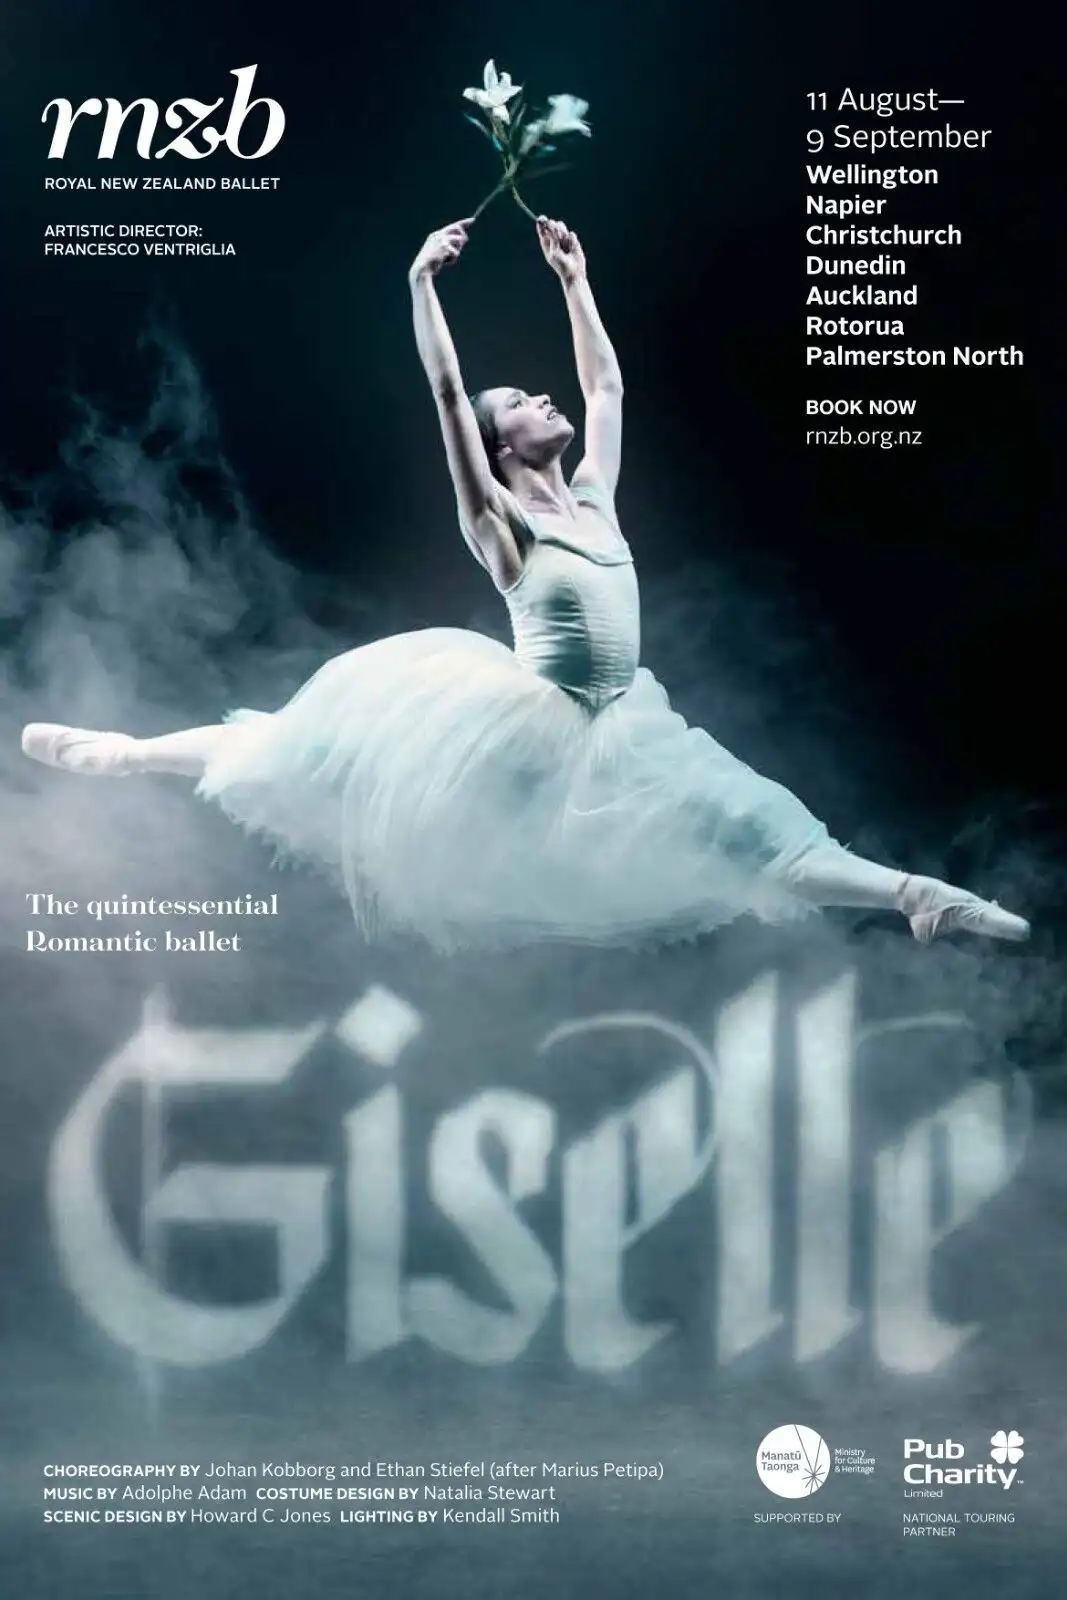 rnzb
ROYAL NEW ZEALAND BALLET
ARTISTIC DIRECTOR:
FRANCESCO VENTRIGLIA
11 August—
9 September
Wellington
Napier
Christchurch
Dunedin
Auckland
Rotorua
Palmerston North
BOOK NOW
rnzb.org.nz
The quintessential
Romantic ballet
Giselle
CHOREOGRAPHY BY Johan Kobborg and Ethan Stiefel (after Marius Petipa)
MUSIC BY Adolphe Adam COSTUME DESIGN BY Natalia Stewart
SCENIC DESIGN BY Howard C Jones LIGHTING BY Kendall Smith
Manatū
Taonga
Ministry
for Culture
& Heritage
SUPPORTED BY
Pub
Charity™
Limited
NATIONAL TOURING
PARTNER